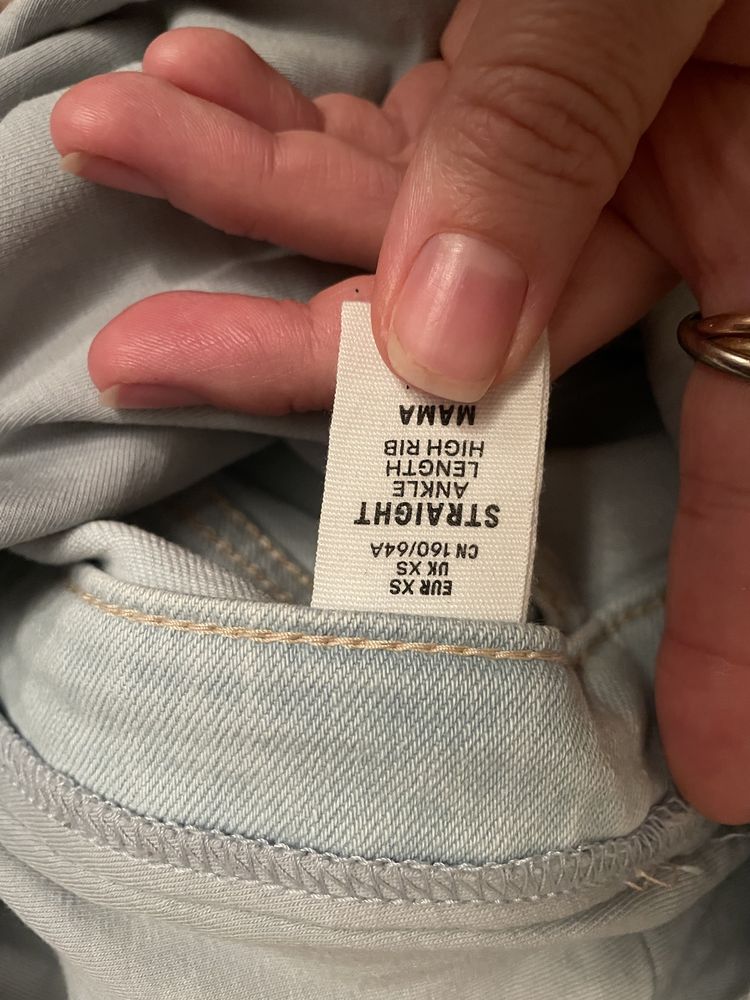 EUR XS
UK XS
CN 160/64A
STRAIGHT
ANKLE
LENGTH
HIGH RIB
MAMA